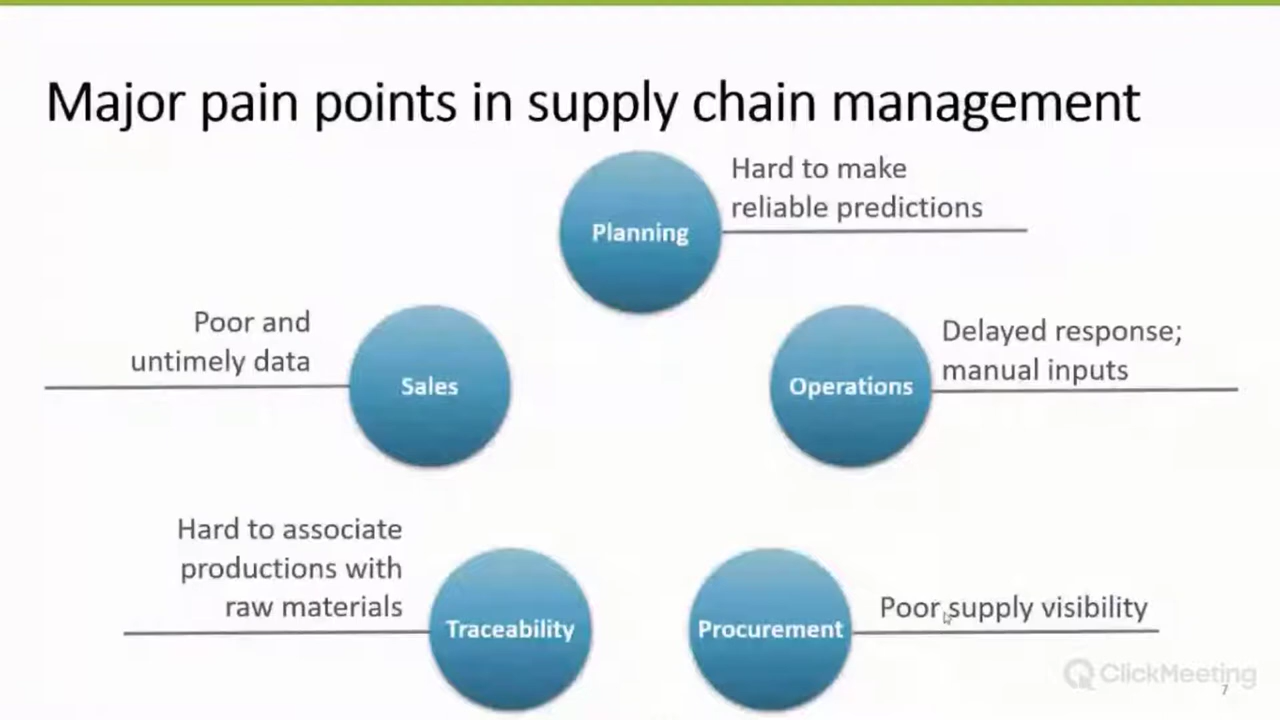 Major pain points in supply chain management
Planning
Hard to make
reliable predictions
Poor and
untimely data
Sales
Operations
Delayed response;
manual inputs
Hard to associate
productions with
raw materials
Traceability
Procurement
Poor supply visibility
ClickMeeting
7